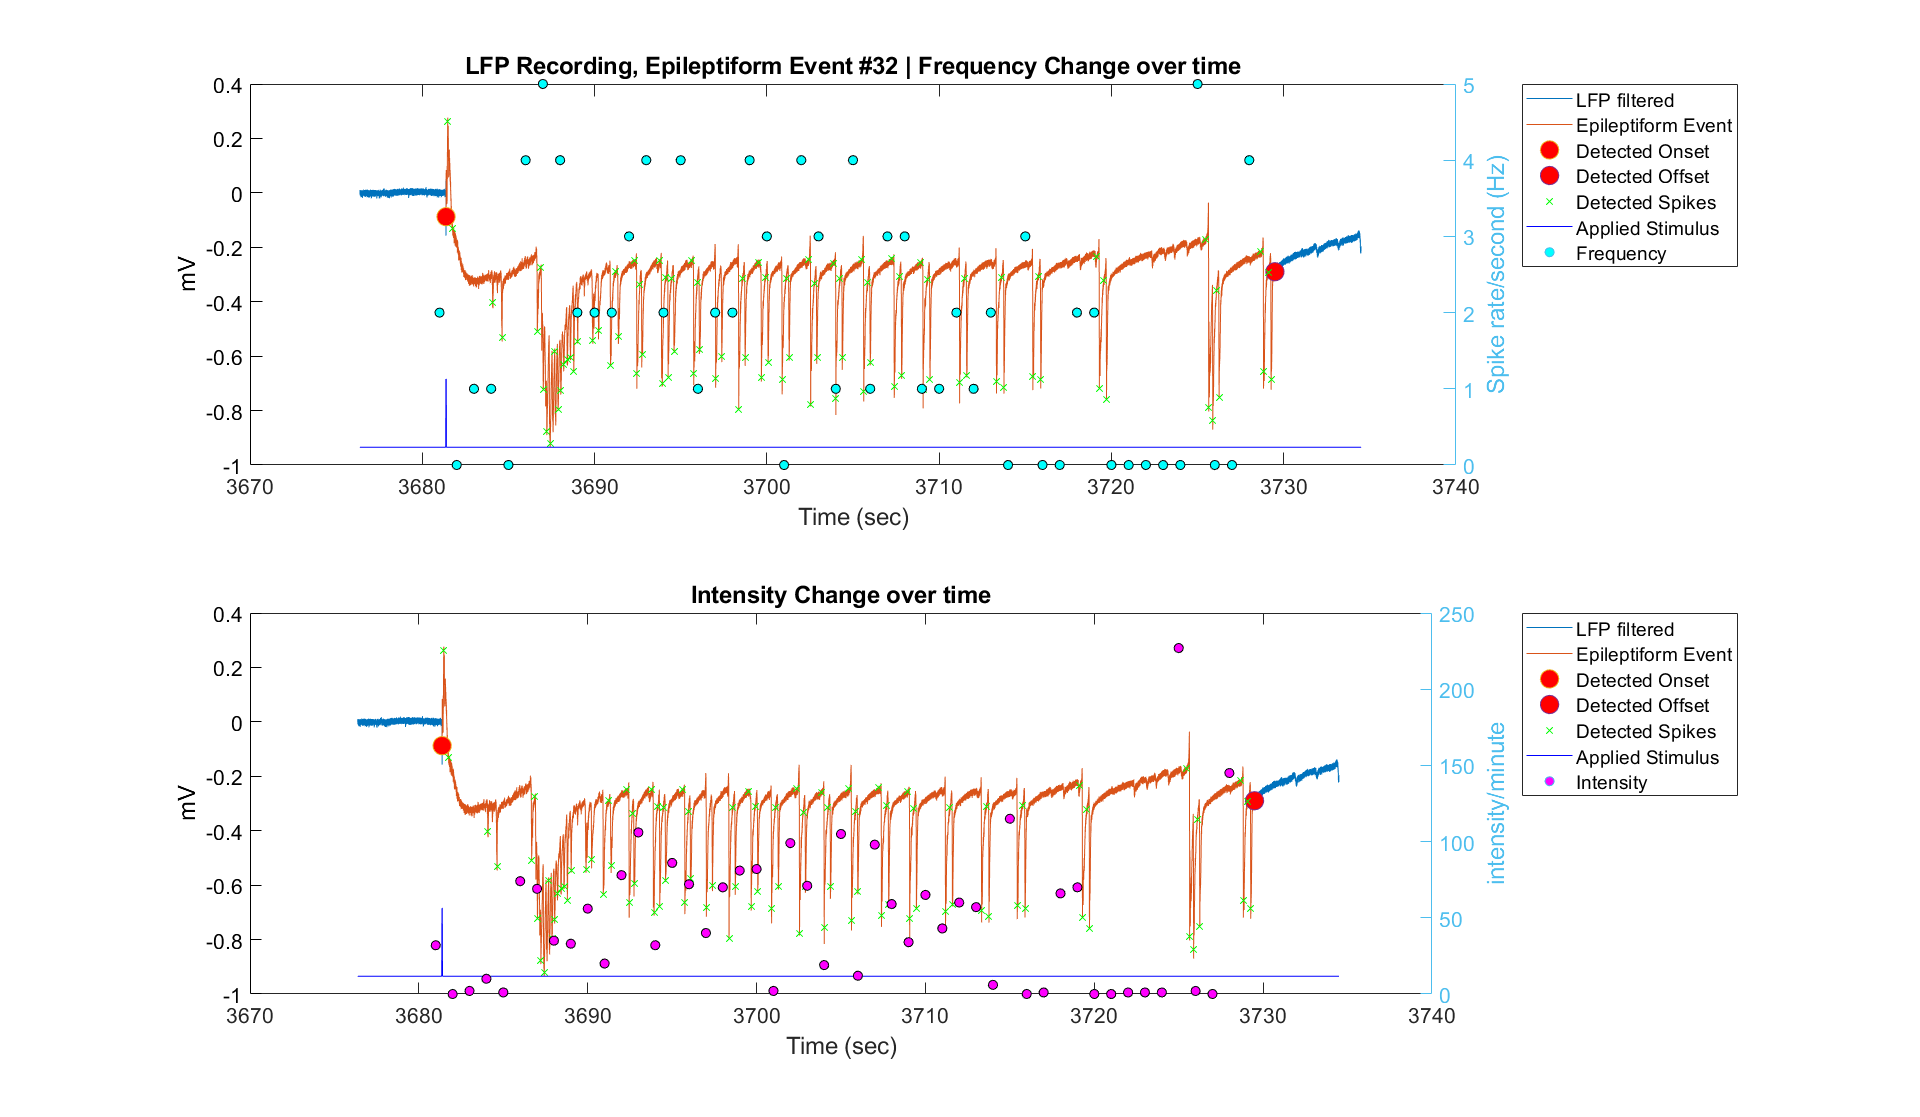 LFP Recording, Epileptiform Event #32 | Frequency Change over time
0.4
0.2
0
-0.2
-0.4
-0.6
-0.8
-1
mV
3670
3680
3690
3700
3710
3720
3730
3740
Time (sec)
5
4
3
2
1
0
Spike rate/second (Hz)
LFP filtered
Epileptiform Event
Detected Onset
Detected Offset
Detected Spikes
Applied Stimulus
Frequency
Intensity Change over time
0.4
0.2
0
-0.2
-0.4
-0.6
-0.8
-1
mV
3670
3680
3690
3700
3710
3720
3730
3740
Time (sec)
250
200
150
100
50
0
intensity/minute
LFP filtered
Epileptiform Event
Detected Onset
Detected Offset
Detected Spikes
Applied Stimulus
Intensity